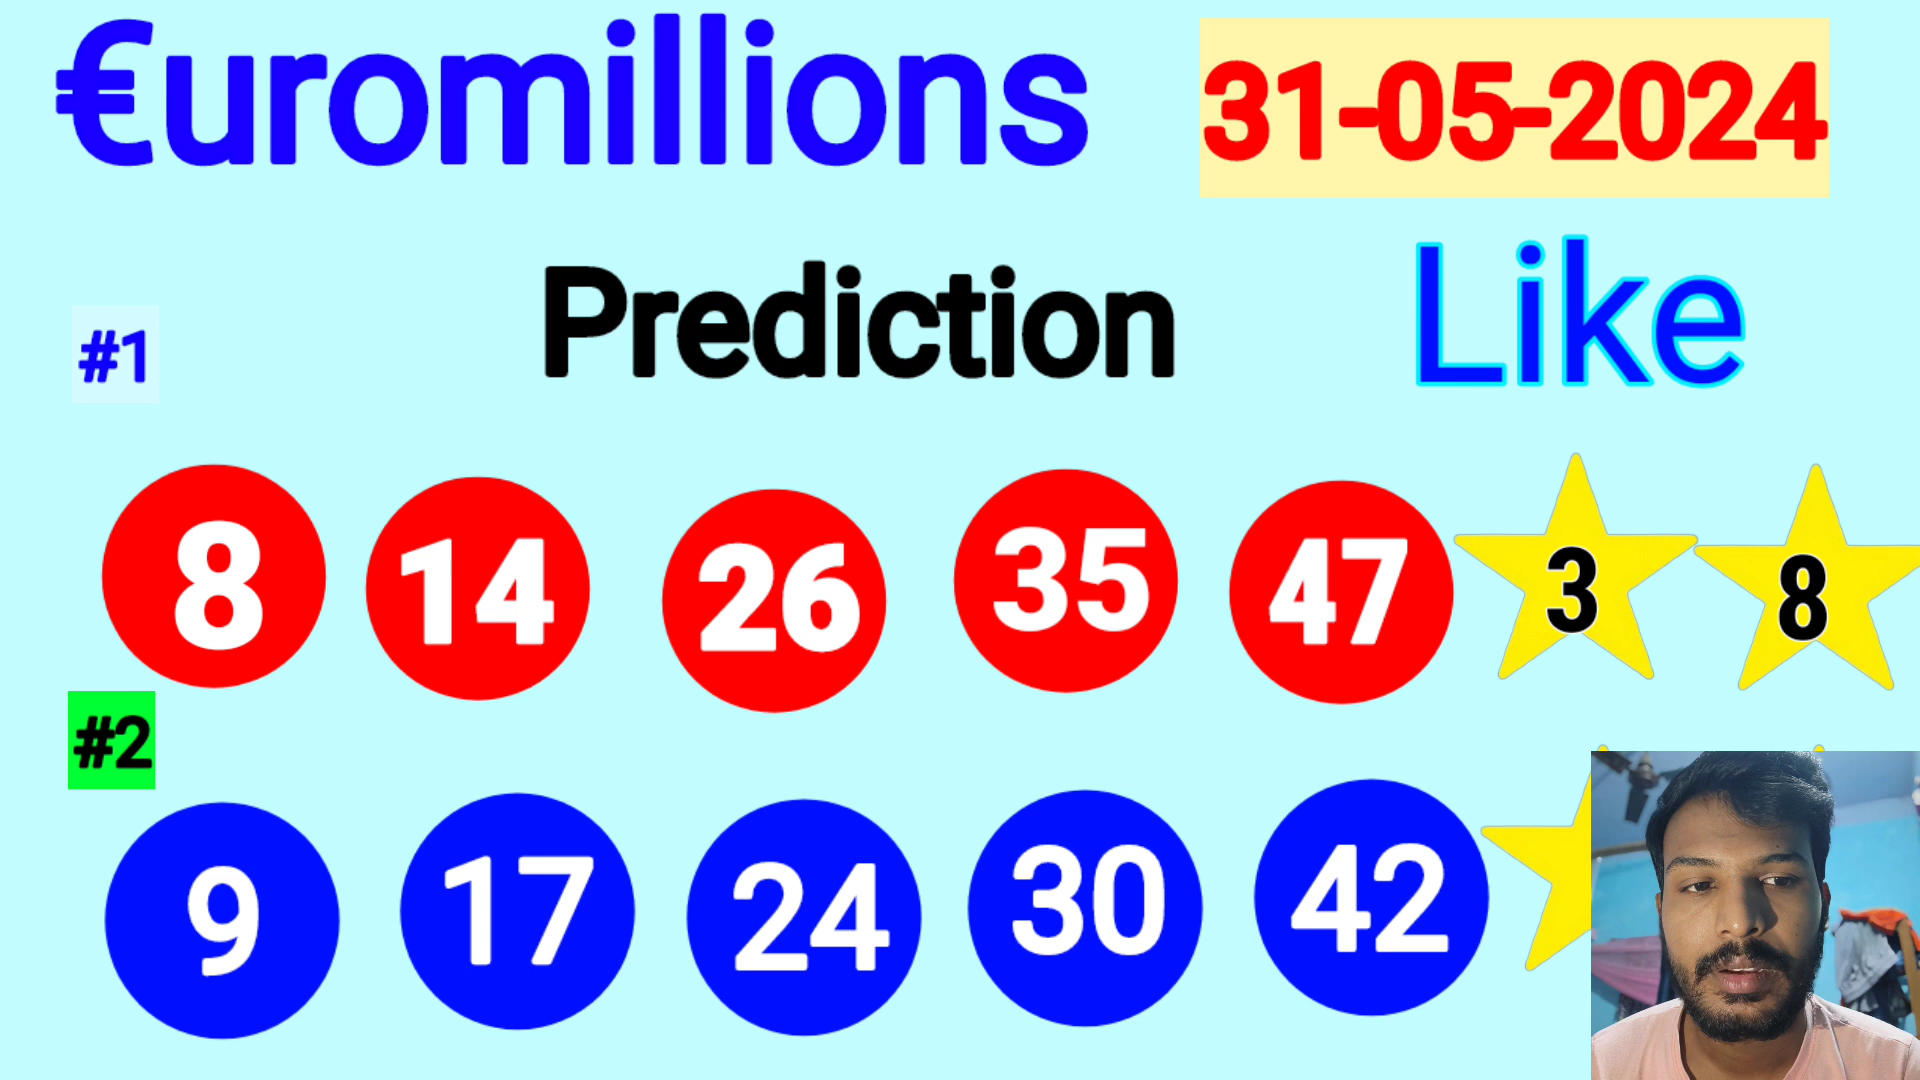 €uromillions 31-05-2024
Prediction Like
#1
8 14 26 35 47 3 8
#2
9 17 24 30 42